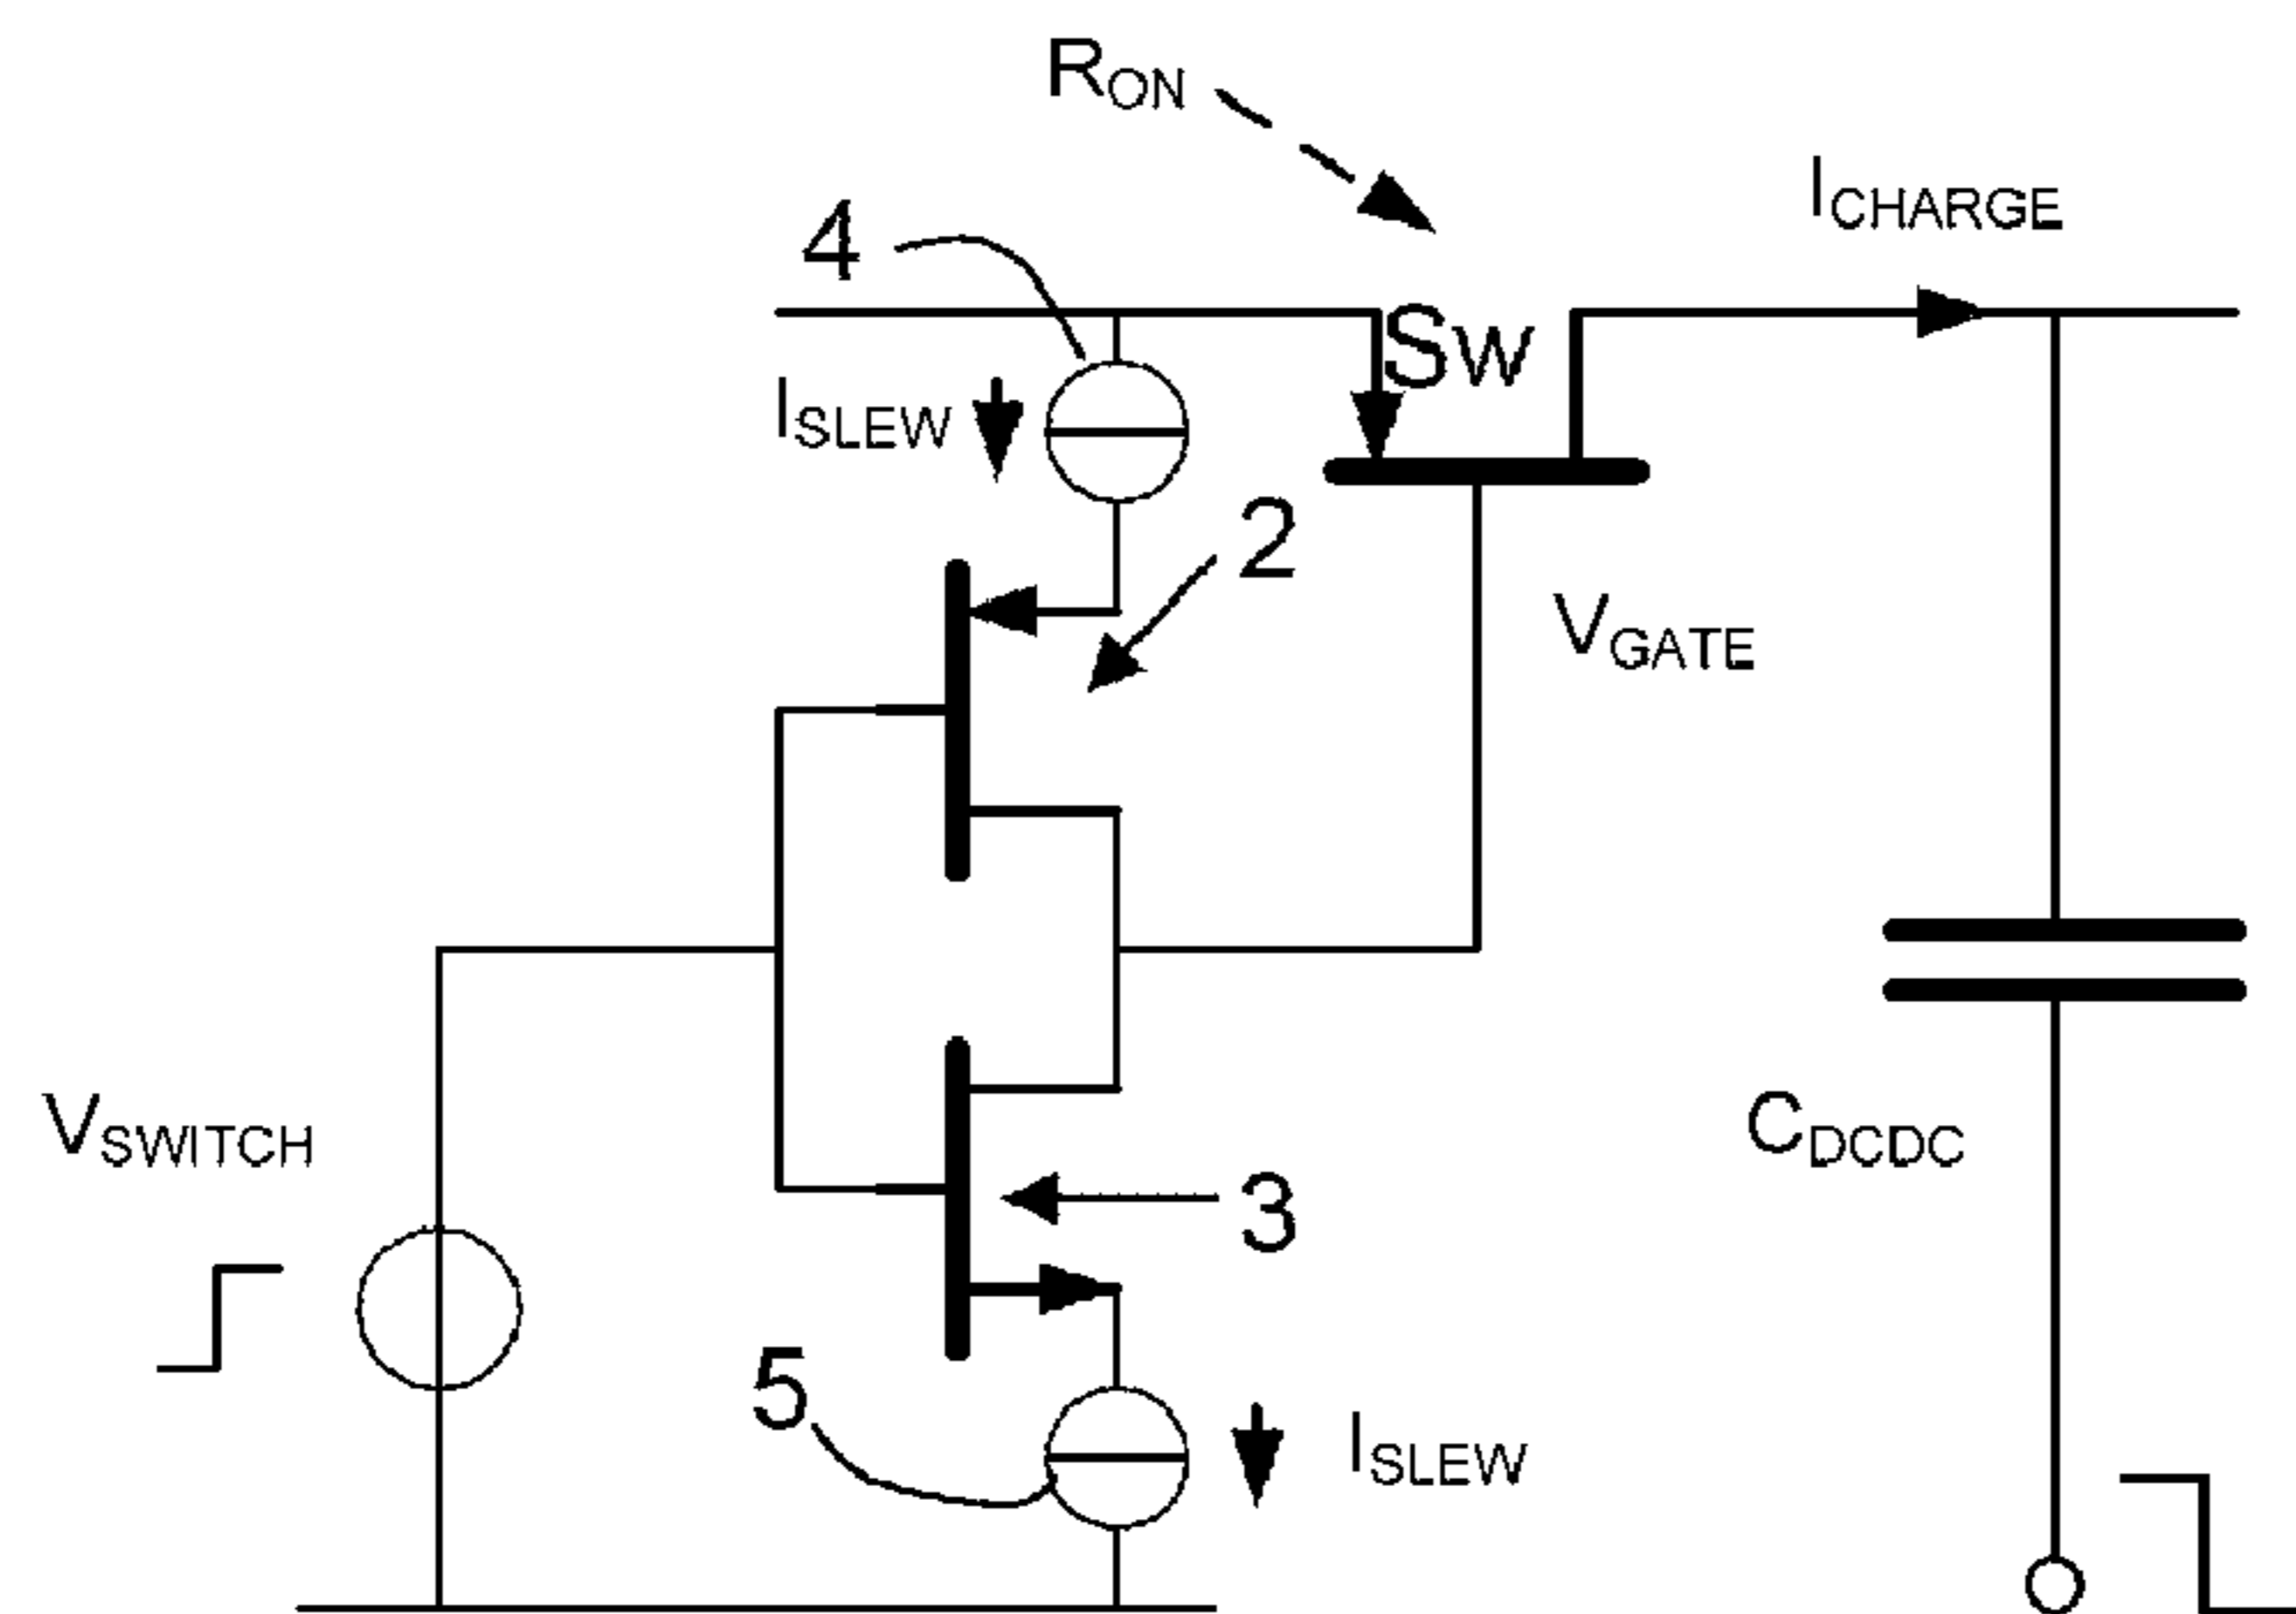 RON
ICHARGE
4
SW
ISLEW
2
VGATE
VSWITCH
CDCDC
3
5
ISLEW